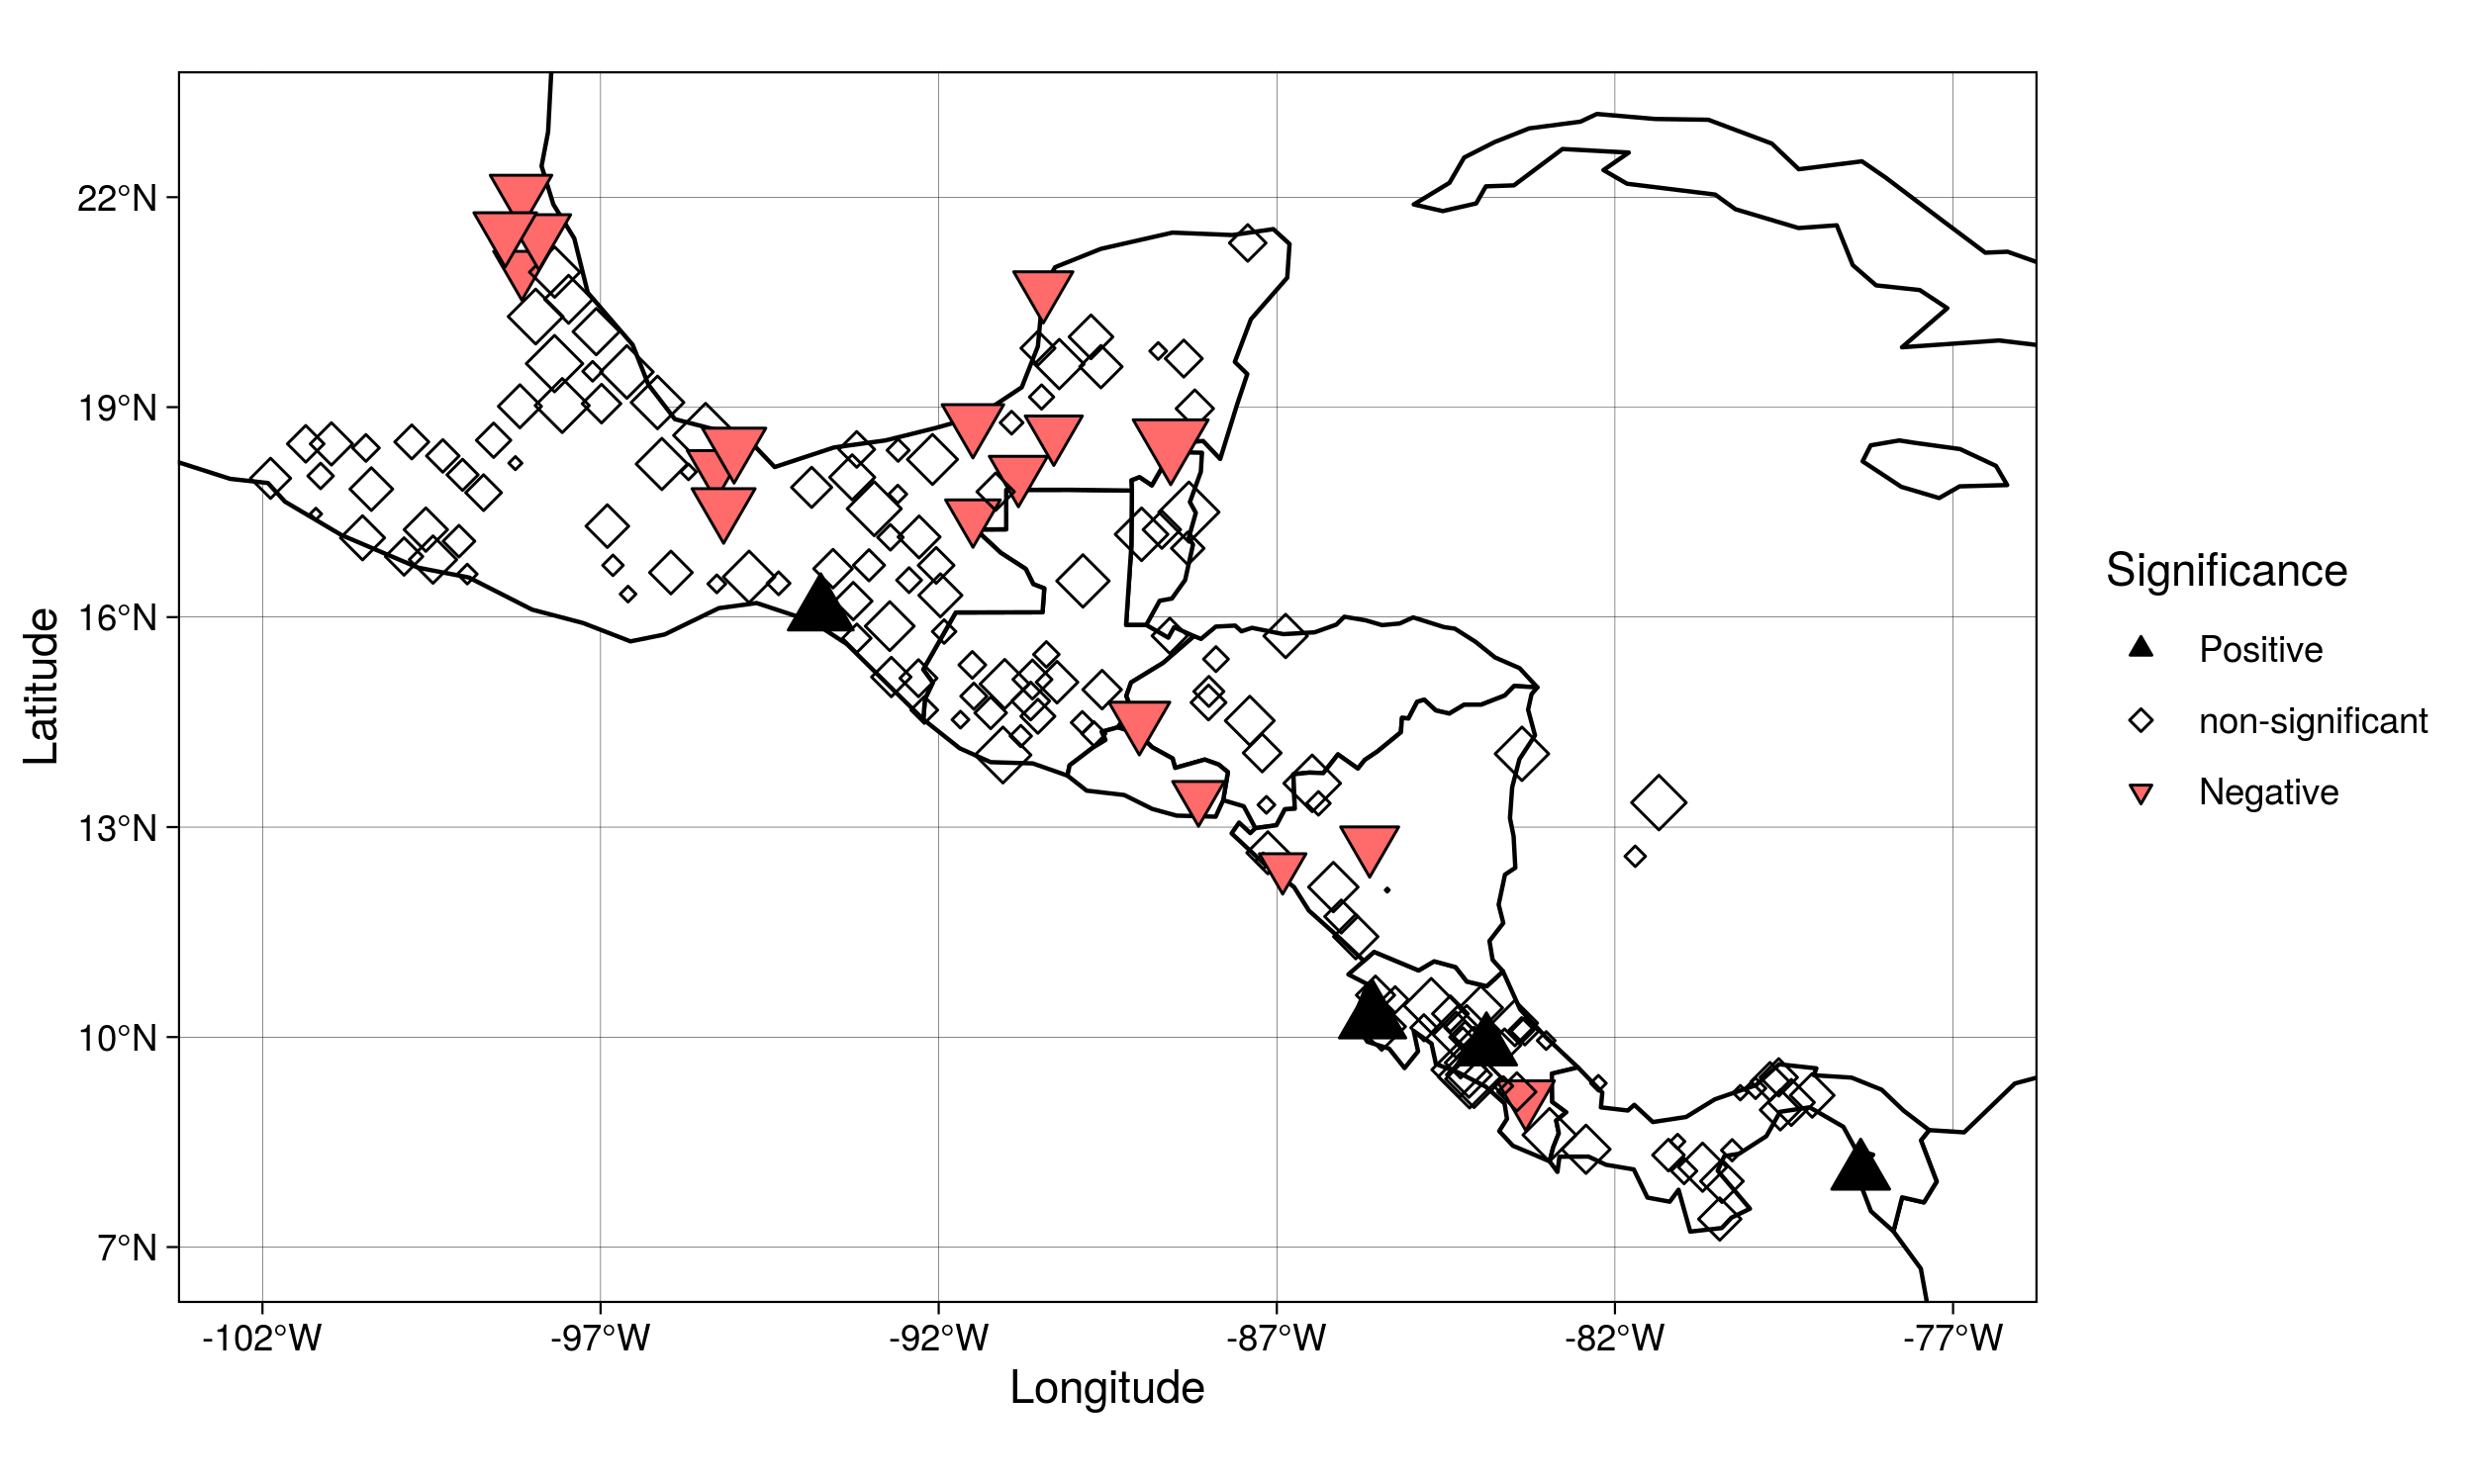 22°N
19°N
16°N
13°N
10°N
7°N
Latitude
-102°W
-97°W
-92°W
-87°W
-82°W
-77°W
Longitude
Significance
Positive
non-significant
Negative